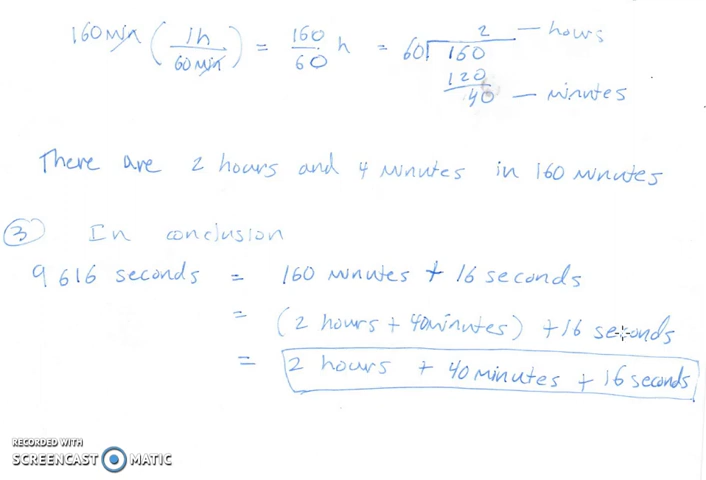 160 min ( 1h / 60 min ) = 160/60 h = 60 ) 160 2 — hours
120
40 — minutes
There are 2 hours and 4 minutes in 160 minutes
3 In conclusion
9 616 seconds = 160 minutes + 16 seconds
= (2 hours + 40minutes) + 16 seconds
= 2 hours + 40 minutes + 16 seconds
RECORDED WITH
SCREENCAST MATIC